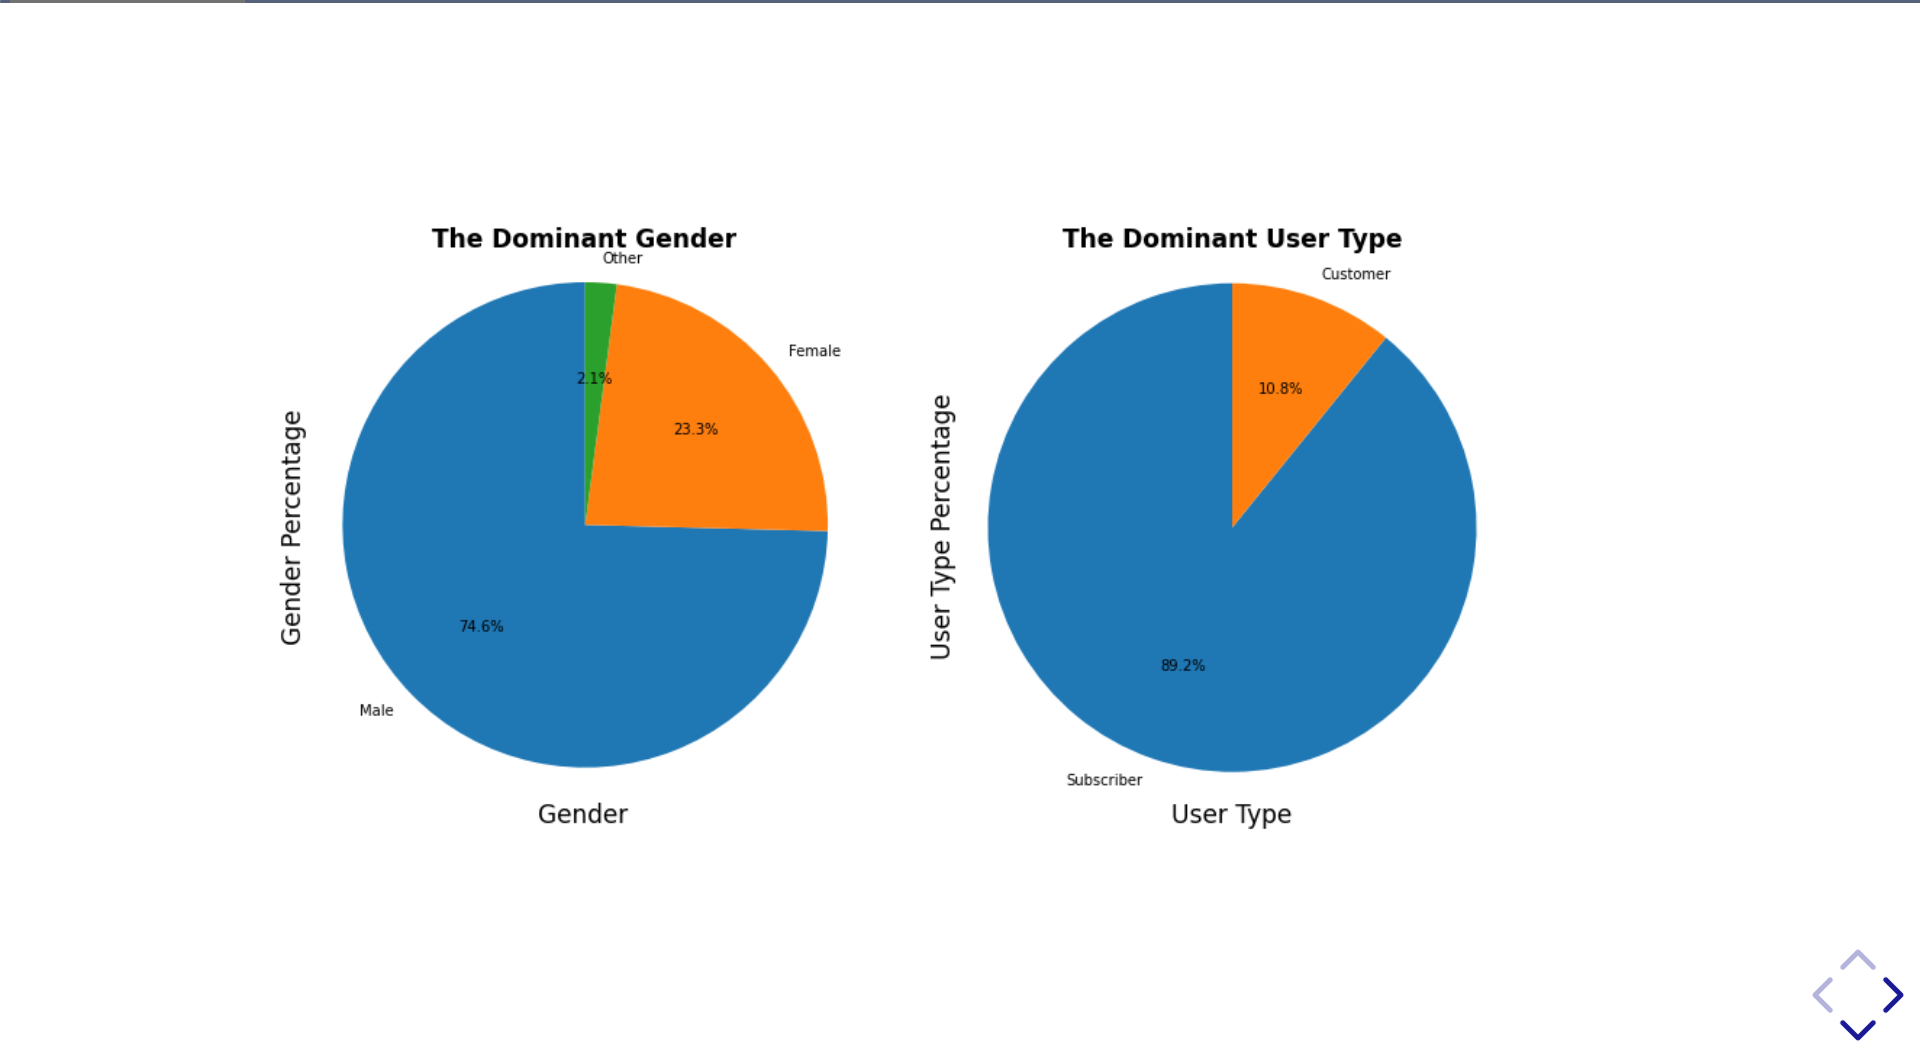 The Dominant Gender
Other
Female
2.1%
23.3%
74.6%
Male
Gender Percentage
Gender
The Dominant User Type
Customer
10.8%
89.2%
Subscriber
User Type Percentage
User Type